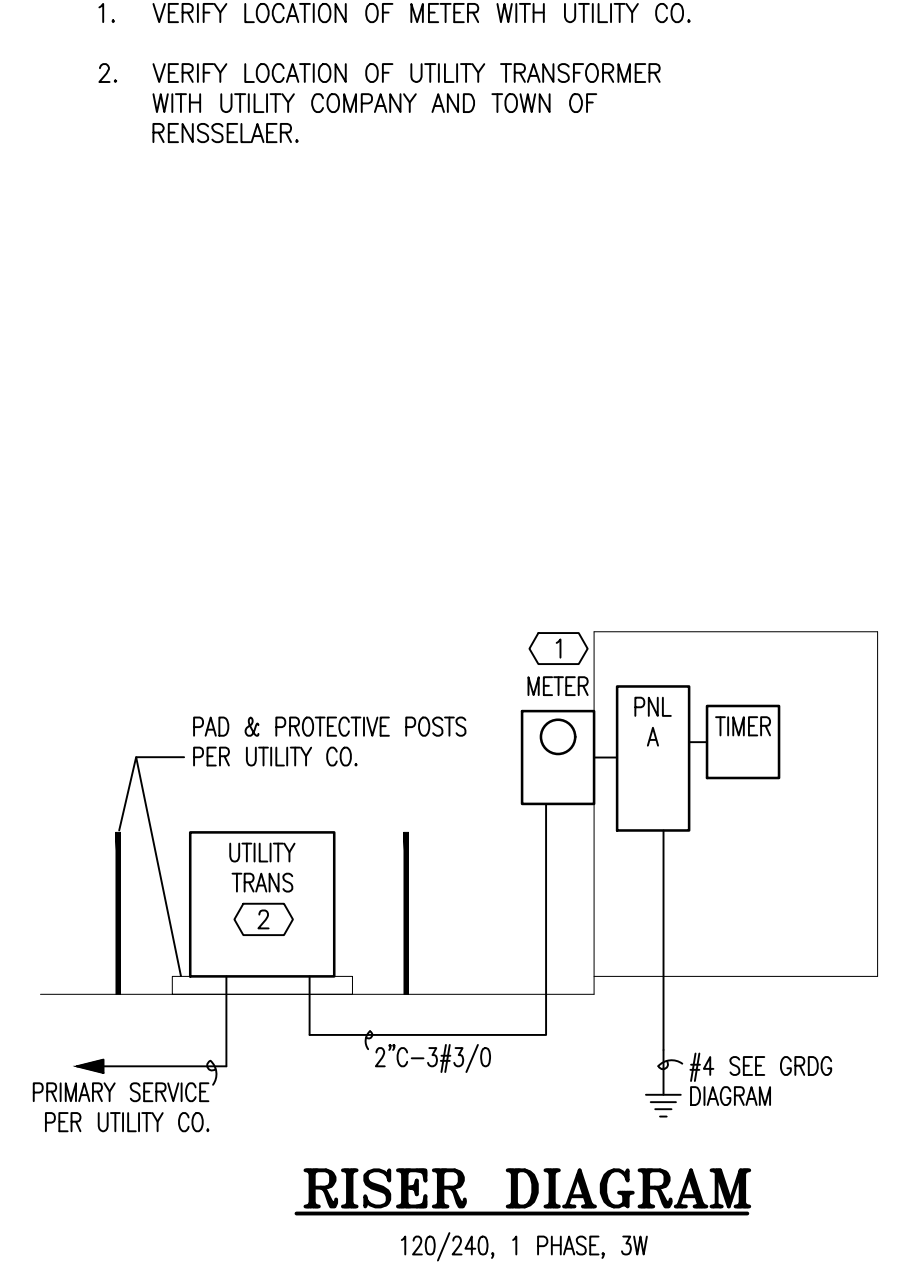 1. VERIFY LOCATION OF METER WITH UTILITY CO.
2. VERIFY LOCATION OF UTILITY TRANSFORMER
WITH UTILITY COMPANY AND TOWN OF
RENSSELAER.
1
METER
PNL
A
TIMER
PAD & PROTECTIVE POSTS
PER UTILITY CO.
UTILITY
TRANS
2
2"C-3#3/0
#4 SEE GRDG
DIAGRAM
PRIMARY SERVICE
PER UTILITY CO.
RISER DIAGRAM
120/240, 1 PHASE, 3W